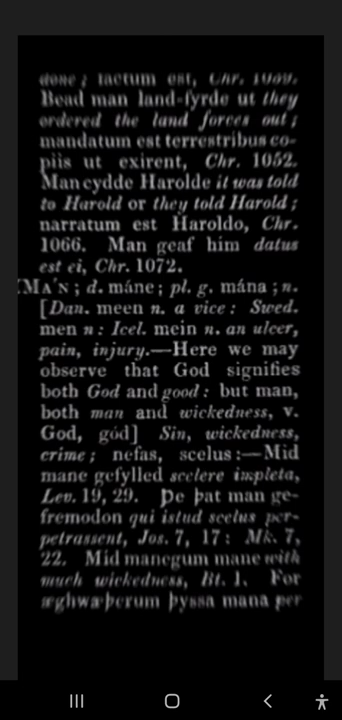 done; factum est, Chr. 1039.
Bead man land-fyrde ut they
ordered the land forces out;
mandatum est terrestribus co-
piis ut exirent, Chr. 1052.
Man cydde Harolde it was told
to Harold or they told Harold;
narratum est Haroldo, Chr.
1066. Man geaf him datus
est ei, Chr. 1072.
MA'N; d. máne; pl. g. mána; n.
[Dan. meen n. a vice: Swed.
men n: Icel. mein n. an ulcer,
pain, injury.—Here we may
observe that God signifies
both God and good: but man,
both man and wickedness, v.
God, gód] Sin, wickedness,
crime; nefas, scelus:—Mid
mane gefylled scelere impleta,
Lev. 19, 29. Þe þat man ge-
fremodon qui istud scelus per-
petrassent, Jos. 7, 17: Mk. 7,
22. Mid manegum mane with
much wickedness, Bt. 1. For
æghwæþerum þyssa mana per